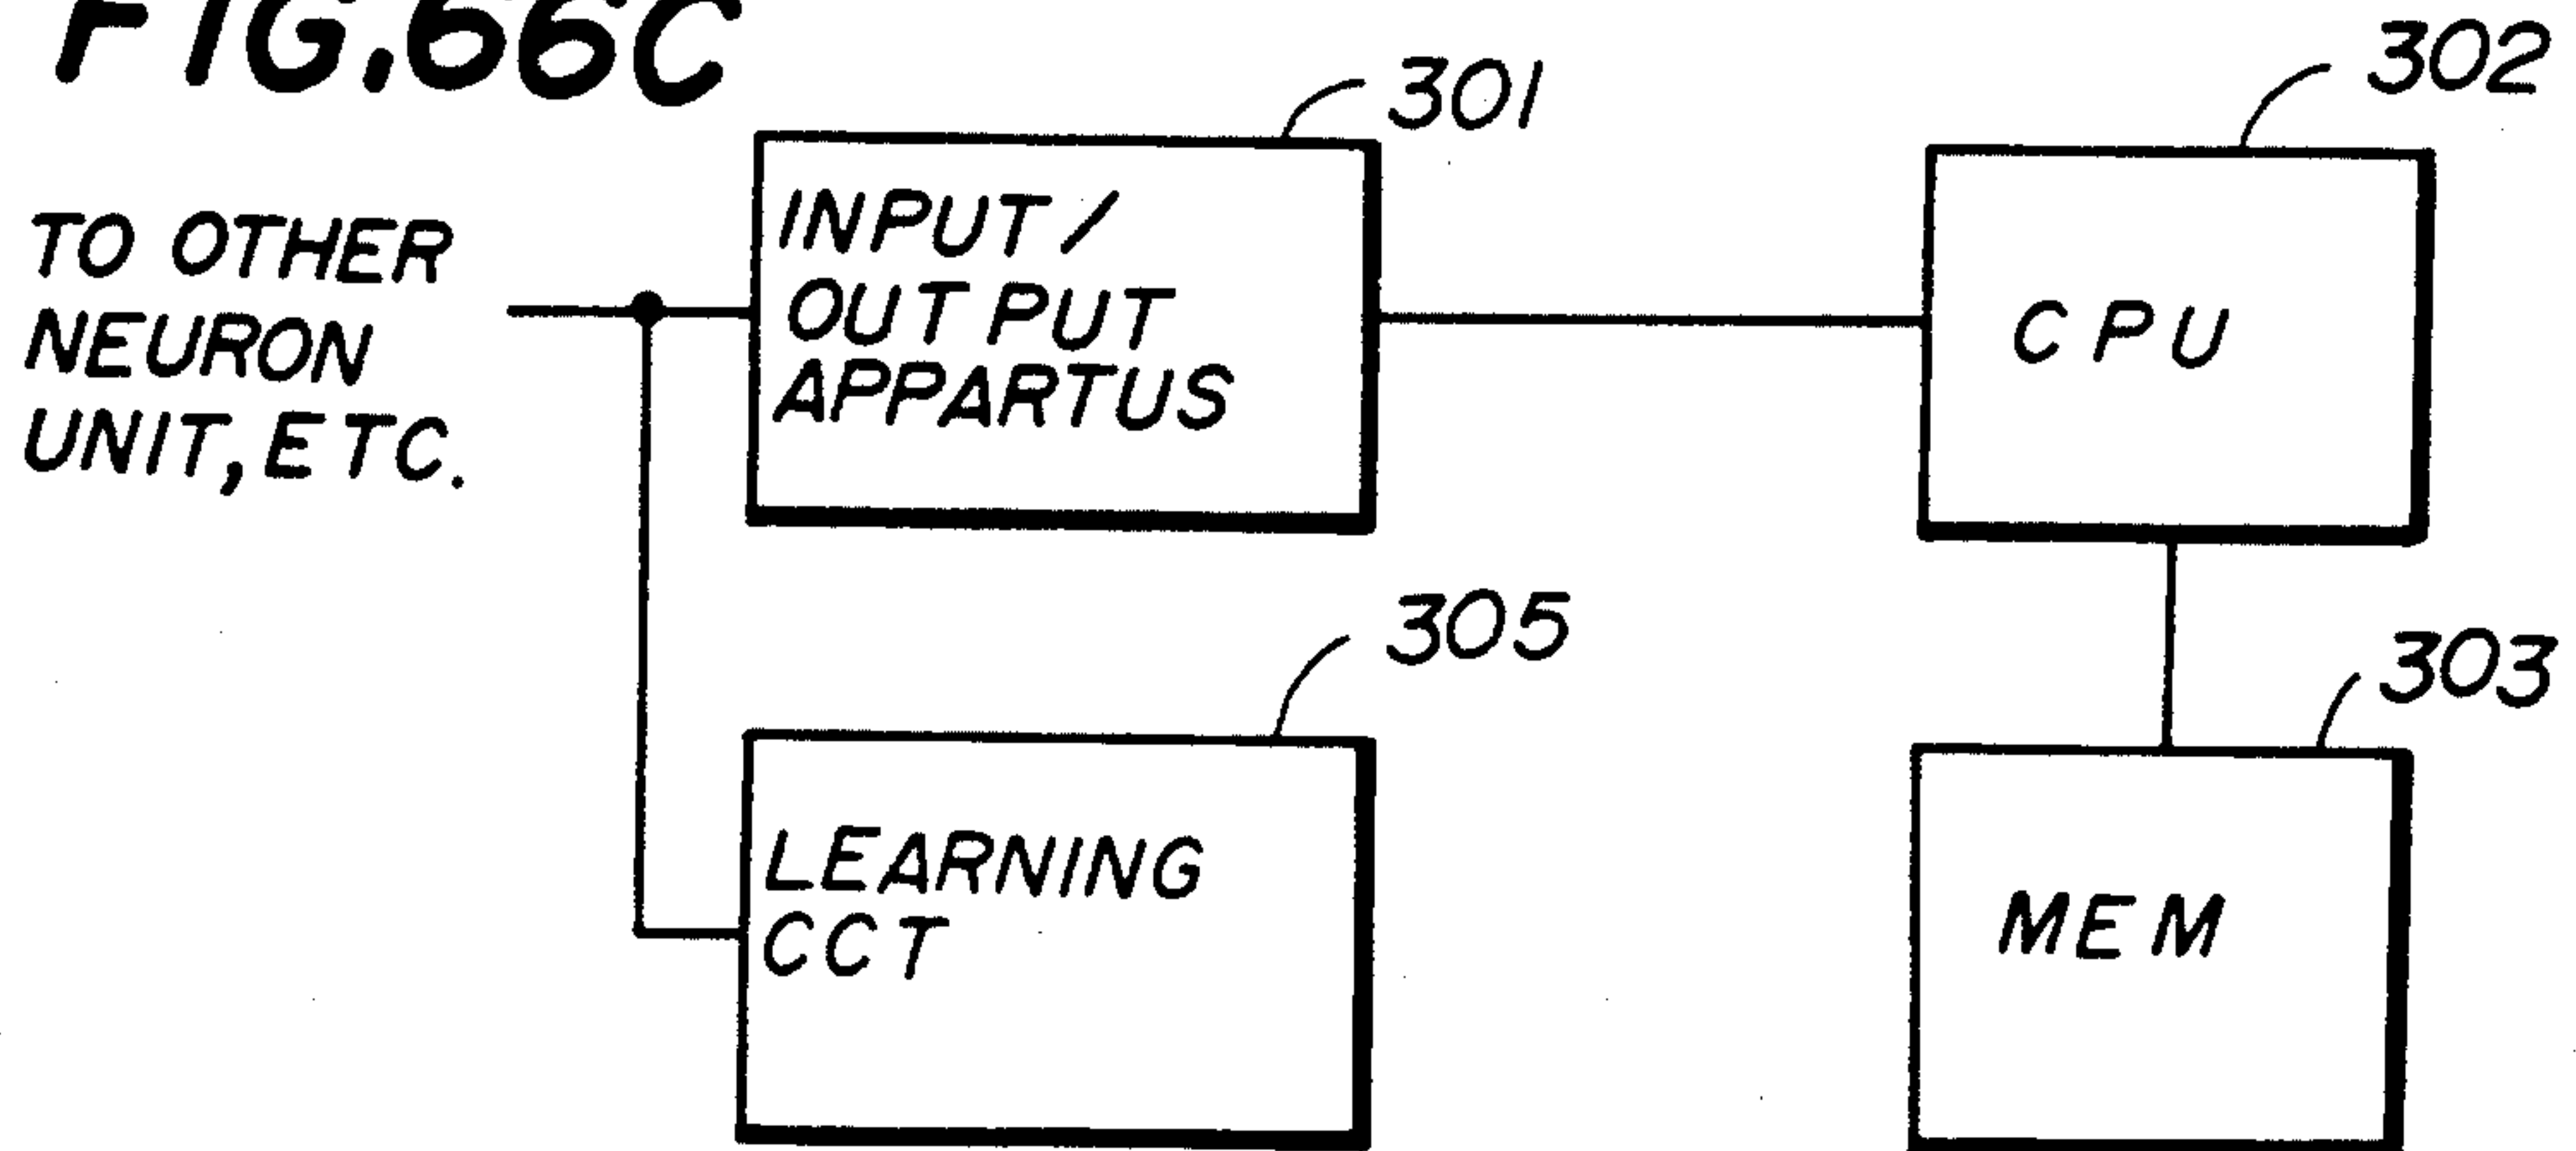 FIG.66C
301
302
TO OTHER
NEURON
UNIT, ETC.
INPUT /
OUTPUT
APPARTUS
CPU
305
303
LEARNING
CCT
MEM